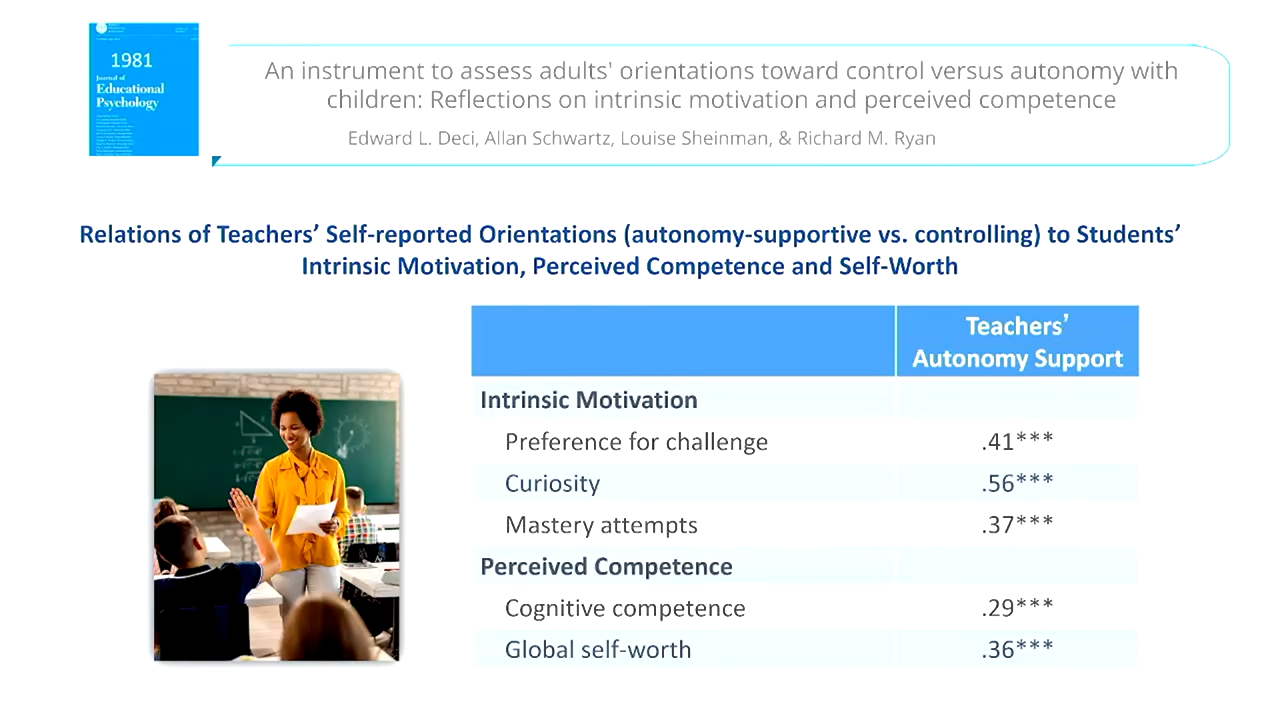 1981
Journal of
Educational
Psychology
An instrument to assess adults' orientations toward control versus autonomy with
children: Reflections on intrinsic motivation and perceived competence
Edward L. Deci, Allan Schwartz, Louise Sheinman, & Richard M. Ryan
Relations of Teachers’ Self-reported Orientations (autonomy-supportive vs. controlling) to Students’
Intrinsic Motivation, Perceived Competence and Self-Worth
Teachers’
Autonomy Support
Intrinsic Motivation
Preference for challenge .41***
Curiosity .56***
Mastery attempts .37***
Perceived Competence
Cognitive competence .29***
Global self-worth .36***